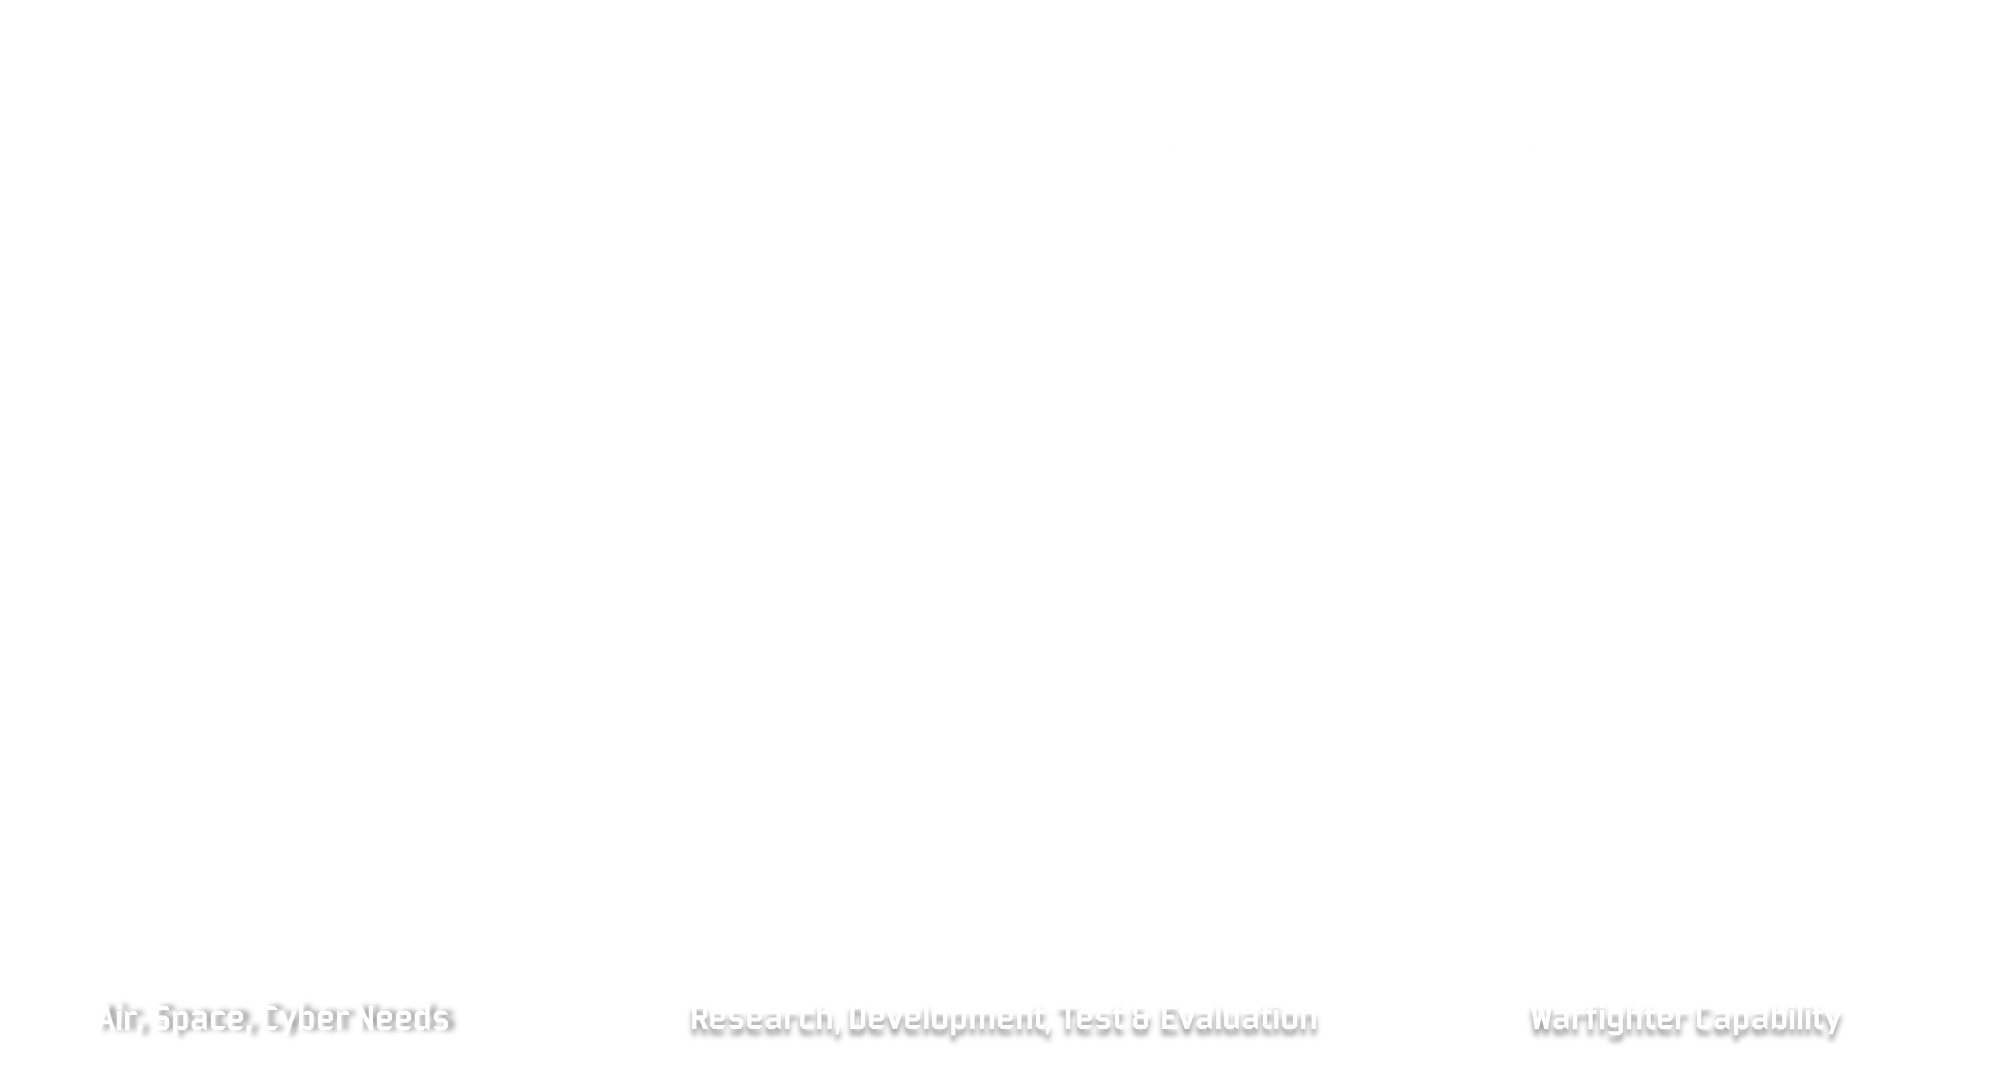 Air, Space, Cyber Needs
Research, Development, Test & Evaluation
Warfighter Capability